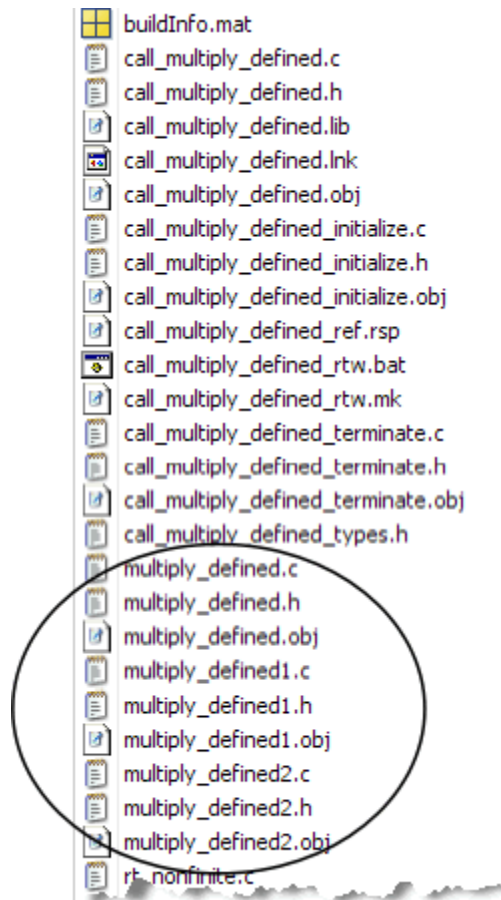 buildInfo.mat
call_multiply_defined.c
call_multiply_defined.h
call_multiply_defined.lib
call_multiply_defined.lnk
call_multiply_defined.obj
call_multiply_defined_initialize.c
call_multiply_defined_initialize.h
call_multiply_defined_initialize.obj
call_multiply_defined_ref.rsp
call_multiply_defined_rtw.bat
call_multiply_defined_rtw.mk
call_multiply_defined_terminate.c
call_multiply_defined_terminate.h
call_multiply_defined_terminate.obj
call_multiply_defined_types.h
multiply_defined.c
multiply_defined.h
multiply_defined.obj
multiply_defined1.c
multiply_defined1.h
multiply_defined1.obj
multiply_defined2.c
multiply_defined2.h
multiply_defined2.obj
rt_nonfinite.c